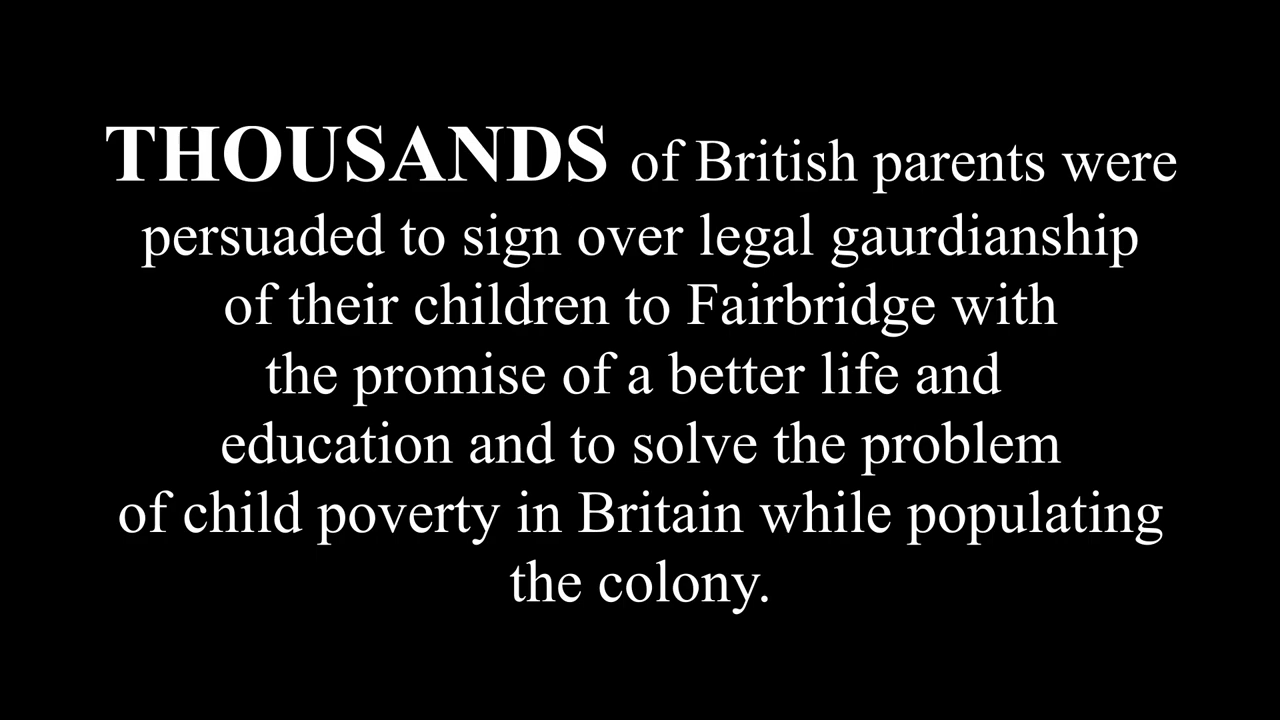 THOUSANDS of British parents were
persuaded to sign over legal gaurdianship
of their children to Fairbridge with
the promise of a better life and
education and to solve the problem
of child poverty in Britain while populating
the colony.